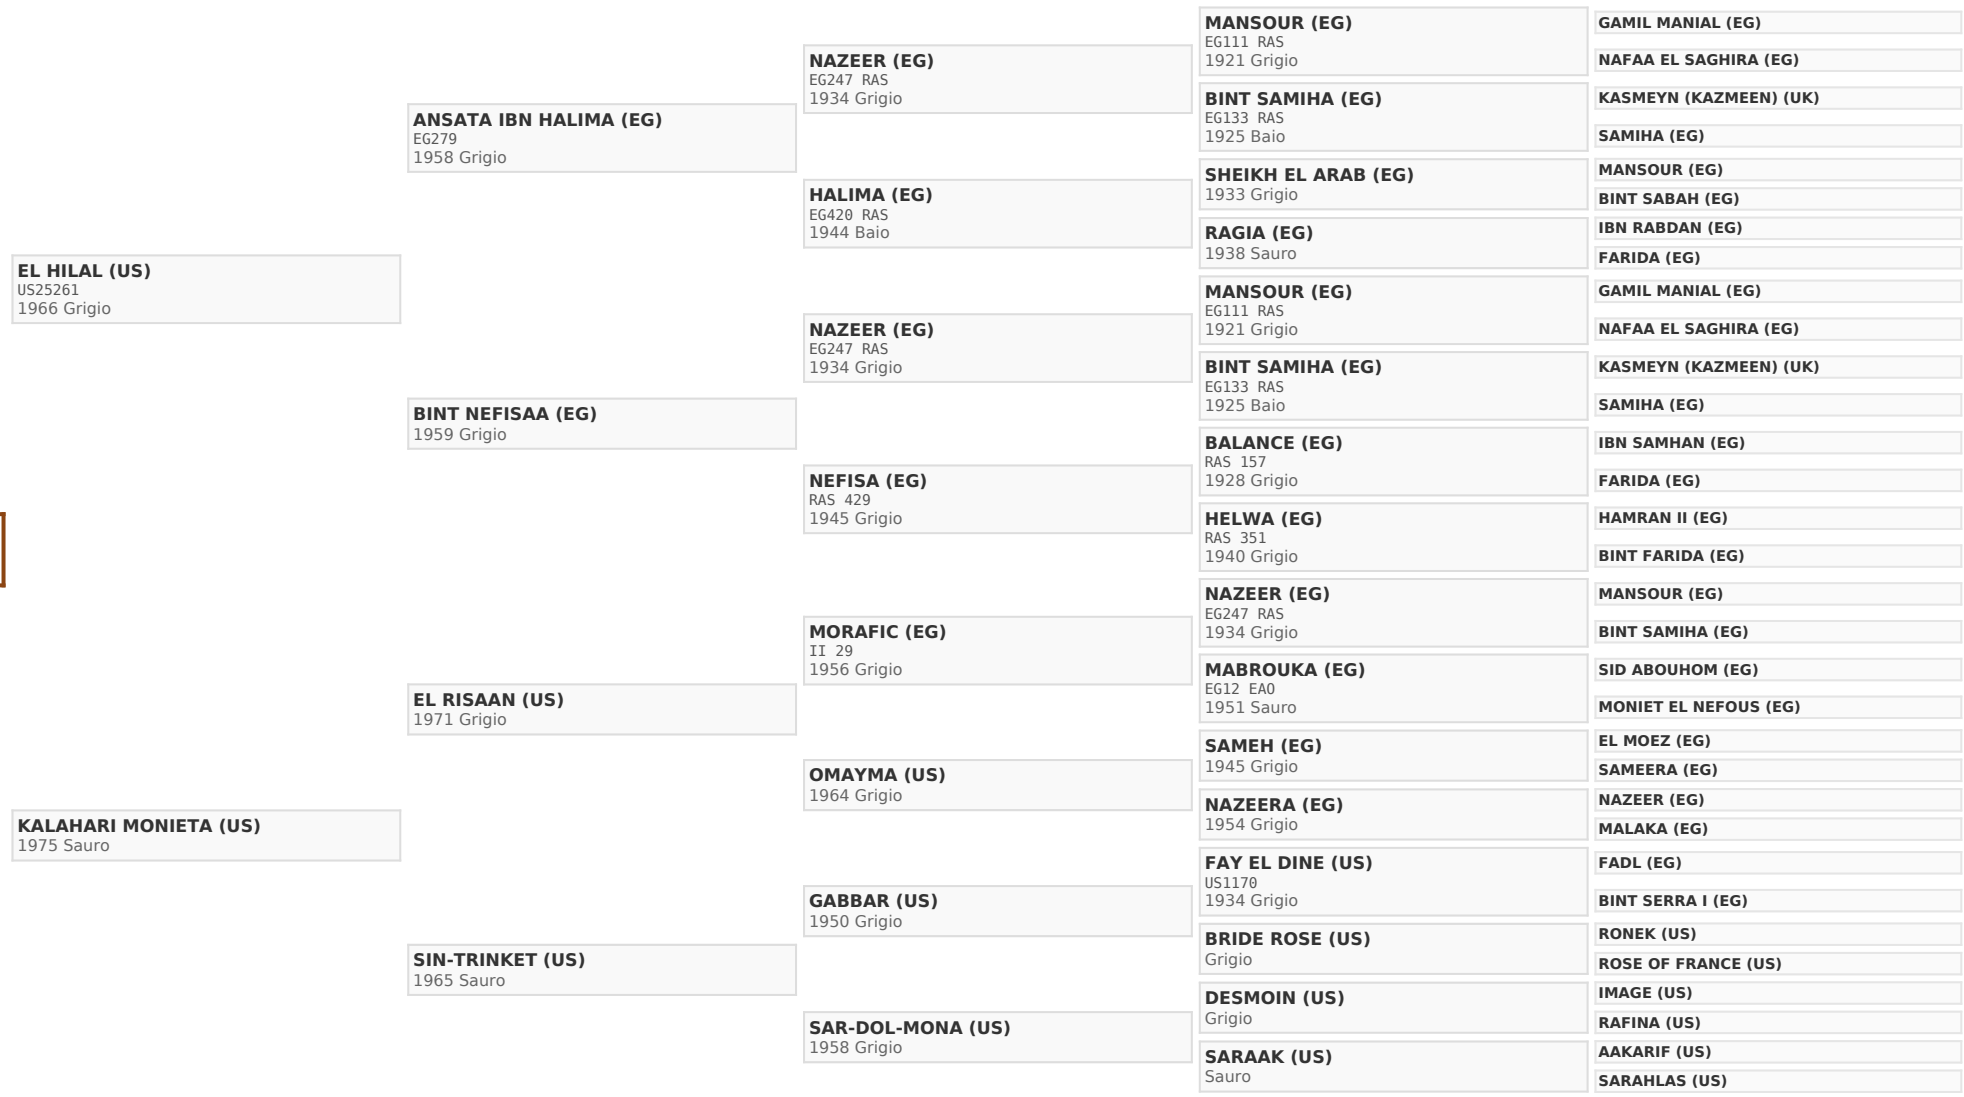 EL HILAL (US)
US25261
1966 Grigio
KALAHARI MONIETA (US)
1975 Sauro
ANSATA IBN HALIMA (EG)
EG279
1958 Grigio
BINT NEFISAA (EG)
1959 Grigio
EL RISAAN (US)
1971 Grigio
SIN-TRINKET (US)
1965 Sauro
NAZEER (EG)
EG247 RAS
1934 Grigio
HALIMA (EG)
EG420 RAS
1944 Baio
NAZEER (EG)
EG247 RAS
1934 Grigio
NEFISA (EG)
RAS 429
1945 Grigio
MORAFIC (EG)
II 29
1956 Grigio
OMAYMA (US)
1964 Grigio
GABBAR (US)
1950 Grigio
SAR-DOL-MONA (US)
1958 Grigio
MANSOUR (EG)
EG111 RAS
1921 Grigio
BINT SAMIHA (EG)
EG133 RAS
1925 Baio
SHEIKH EL ARAB (EG)
1933 Grigio
RAGIA (EG)
1938 Sauro
MANSOUR (EG)
EG111 RAS
1921 Grigio
BINT SAMIHA (EG)
EG133 RAS
1925 Baio
BALANCE (EG)
RAS 157
1928 Grigio
HELWA (EG)
RAS 351
1940 Grigio
NAZEER (EG)
EG247 RAS
1934 Grigio
MABROUKA (EG)
EG12 EAO
1951 Sauro
SAMEH (EG)
1945 Grigio
NAZEERA (EG)
1954 Grigio
FAY EL DINE (US)
US1170
1934 Grigio
BRIDE ROSE (US)
Grigio
DESMOIN (US)
Grigio
SARAAK (US)
Sauro
GAMIL MANIAL (EG)
NAFAA EL SAGHIRA (EG)
KASMEYN (KAZMEEN) (UK)
SAMIHA (EG)
MANSOUR (EG)
BINT SABAH (EG)
IBN RABDAN (EG)
FARIDA (EG)
GAMIL MANIAL (EG)
NAFAA EL SAGHIRA (EG)
KASMEYN (KAZMEEN) (UK)
SAMIHA (EG)
IBN SAMHAN (EG)
FARIDA (EG)
HAMRAN II (EG)
BINT FARIDA (EG)
MANSOUR (EG)
BINT SAMIHA (EG)
SID ABOUHOM (EG)
MONIET EL NEFOUS (EG)
EL MOEZ (EG)
SAMEERA (EG)
NAZEER (EG)
MALAKA (EG)
FADL (EG)
BINT SERRA I (EG)
RONEK (US)
ROSE OF FRANCE (US)
IMAGE (US)
RAFINA (US)
AAKARIF (US)
SARAHLAS (US)